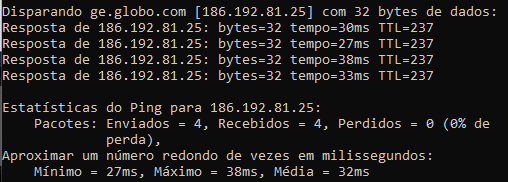 Disparando ge.globo.com [186.192.81.25] com 32 bytes de dados:
Resposta de 186.192.81.25: bytes=32 tempo=30ms TTL=237
Resposta de 186.192.81.25: bytes=32 tempo=27ms TTL=237
Resposta de 186.192.81.25: bytes=32 tempo=38ms TTL=237
Resposta de 186.192.81.25: bytes=32 tempo=33ms TTL=237
Estatísticas do Ping para 186.192.81.25:
Pacotes: Enviados = 4, Recebidos = 4, Perdidos = 0 (0% de
perda),
Aproximar um número redondo de vezes em milissegundos:
Mínimo = 27ms, Máximo = 38ms, Média = 32ms